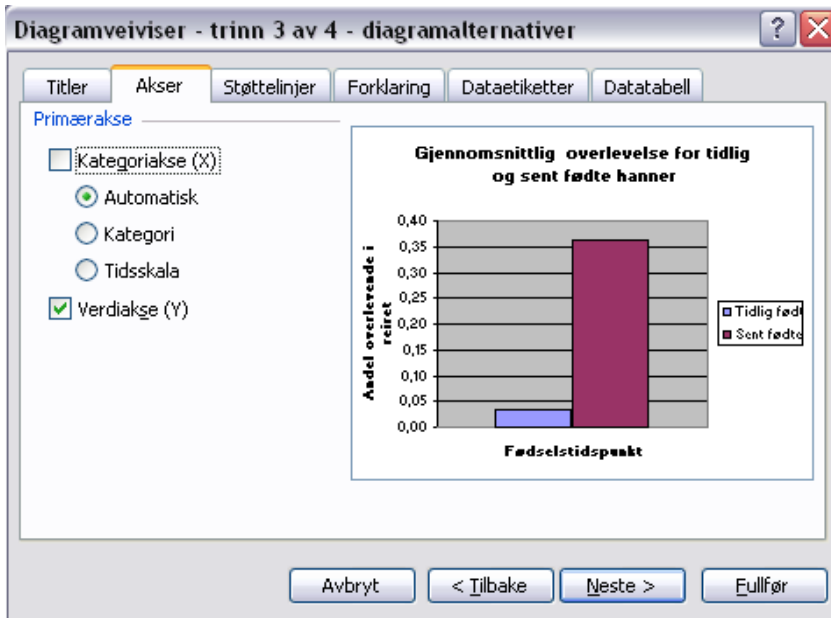 Diagramveiviser - trinn 3 av 4 - diagramalternativer
Titler
Akser
Støttelinjer
Forklaring
Dataetiketter
Datatabell
Primærakse
Kategoriakse (X)
Automatisk
Kategori
Tidsskala
Verdiakse (Y)
Gjennomsnittlig overlevelse for tidlig
og sent fødte hanner
Andel overlevende i
reiret
0,40
0,35
0,30
0,25
0,20
0,15
0,10
0,05
0,00
Fødselstidspunkt
Tidlig født
Sent fødte
Avbryt
< Tilbake
Neste >
Fullfør